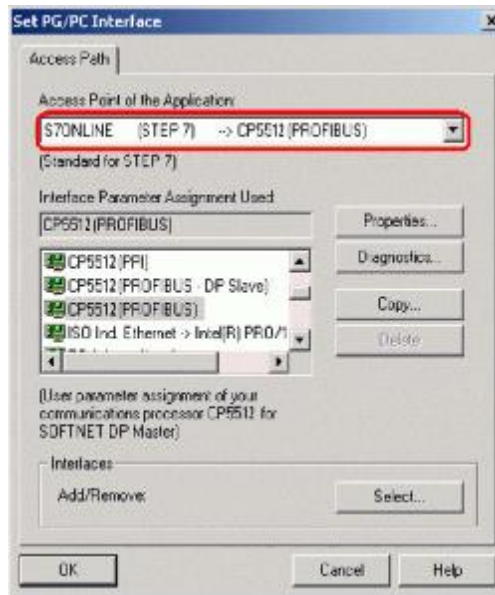 Set PG/PC Interface
Access Path
Access Point of the Application:
S7ONLINE (STEP 7) -> CP5512(PROFIBUS)
(Standard for STEP 7)
Interface Parameter Assignment Used:
CP5512(PROFIBUS)
Properties...
CP5512(PPI)
Diagnostics...
CP5512(PROFIBUS - DP Slave)
CP5512(PROFIBUS)
Copy...
ISO Ind. Ethernet -> Intel(R) PRO/1
Delete
(User parameter assignment of your
communications processor CP5512 for
SOFTNET DP Master)
Interfaces
Add/Remove:
Select...
OK
Cancel
Help